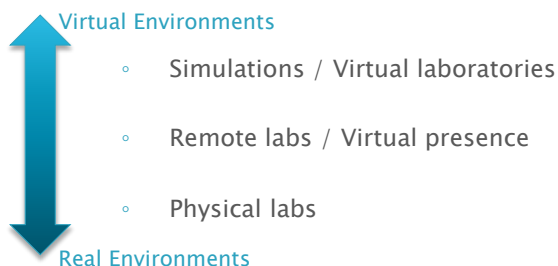 Virtual Environments
◦ Simulations / Virtual laboratories
◦ Remote labs / Virtual presence
◦ Physical labs
Real Environments